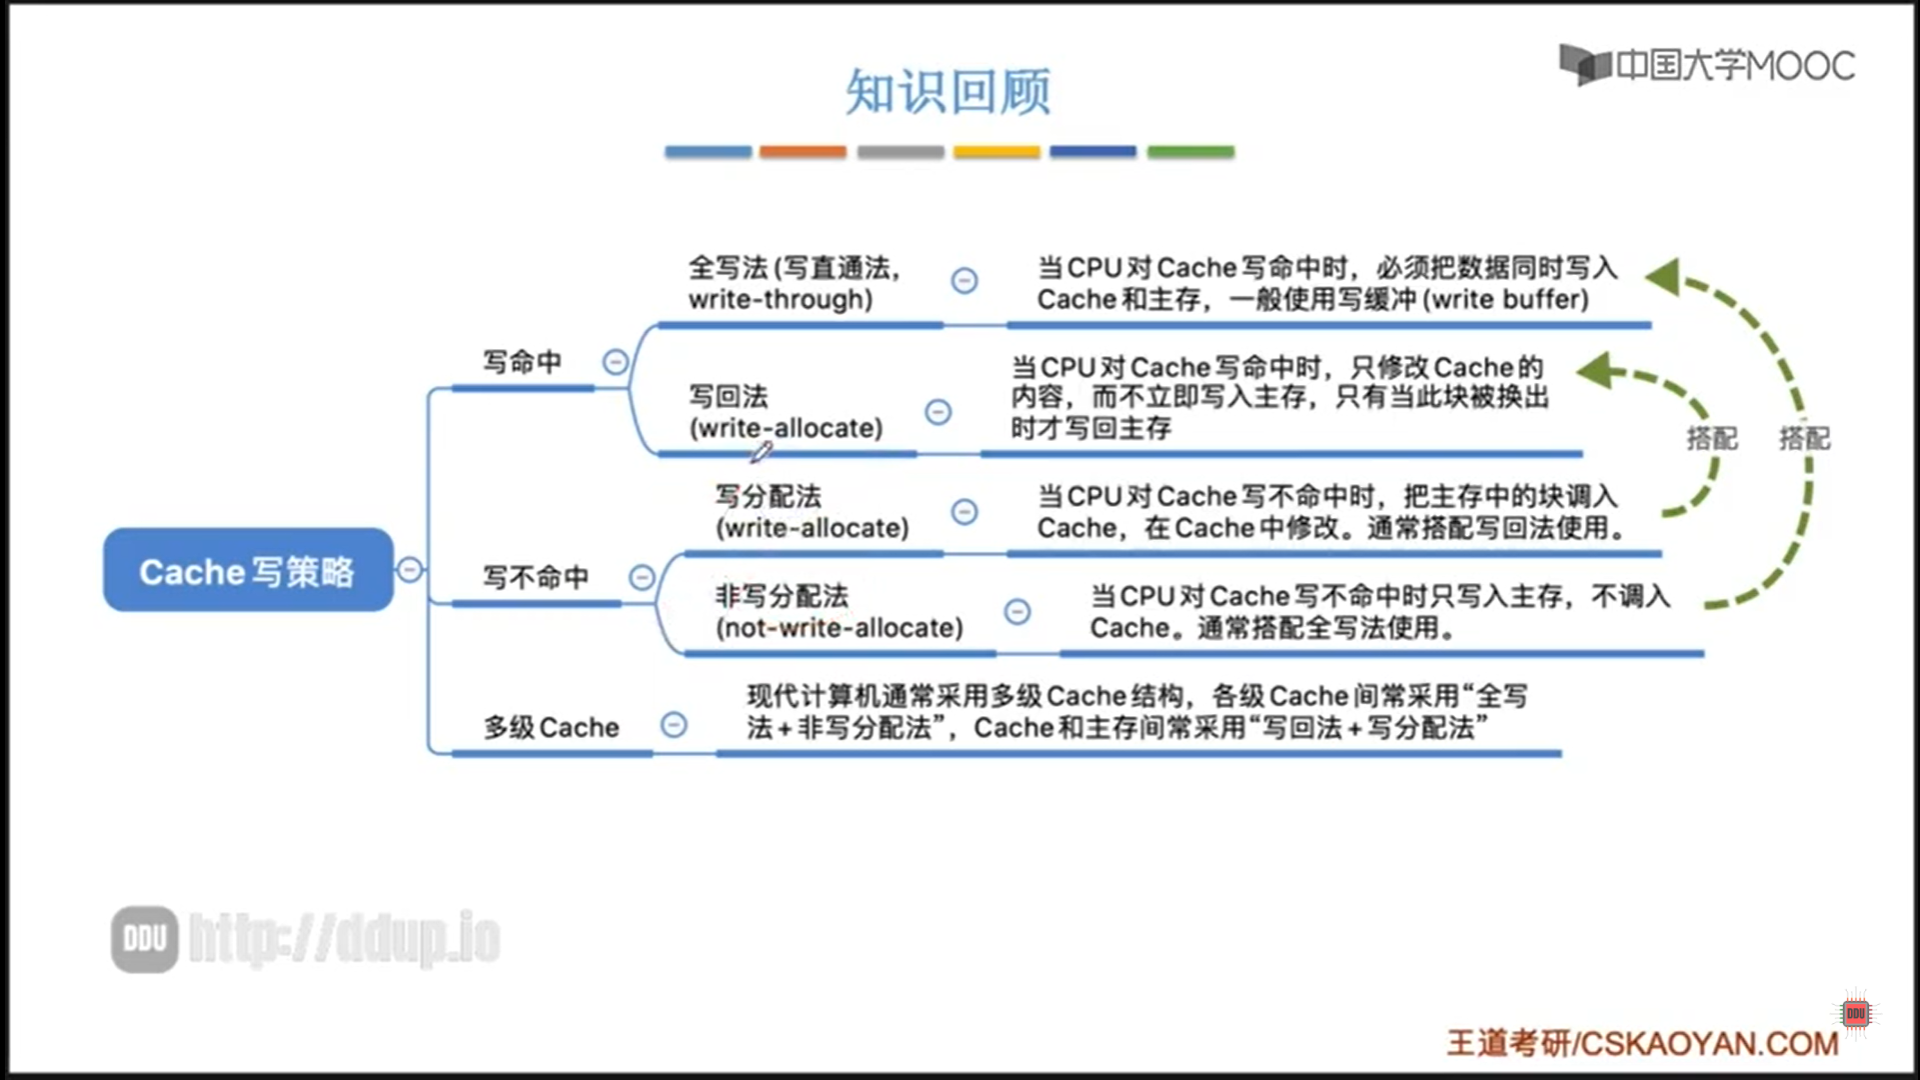 知识回顾
中国大学MOOC
全写法(写直通法,
write-through)
当CPU对Cache写命中时，必须把数据同时写入
Cache和主存，一般使用写缓冲(write buffer)
写命中
写回法
(write-allocate)
当CPU对Cache写命中时，只修改Cache的
内容，而不立即写入主存，只有当此块被换出
时才写回主存
搭配
搭配
Cache写策略
写不命中
写分配法
(write-allocate)
当CPU对Cache写不命中时，把主存中的块调入
Cache，在Cache中修改。通常搭配写回法使用。
非写分配法
(not-write-allocate)
当CPU对Cache写不命中时只写入主存，不调入
Cache。通常搭配全写法使用。
多级Cache
现代计算机通常采用多级Cache结构，各级Cache间常采用“全写
法+非写分配法”，Cache和主存间常采用“写回法+写分配法”
DDU http://ddup.io
DDU
王道考研/CSKAOYAN.COM